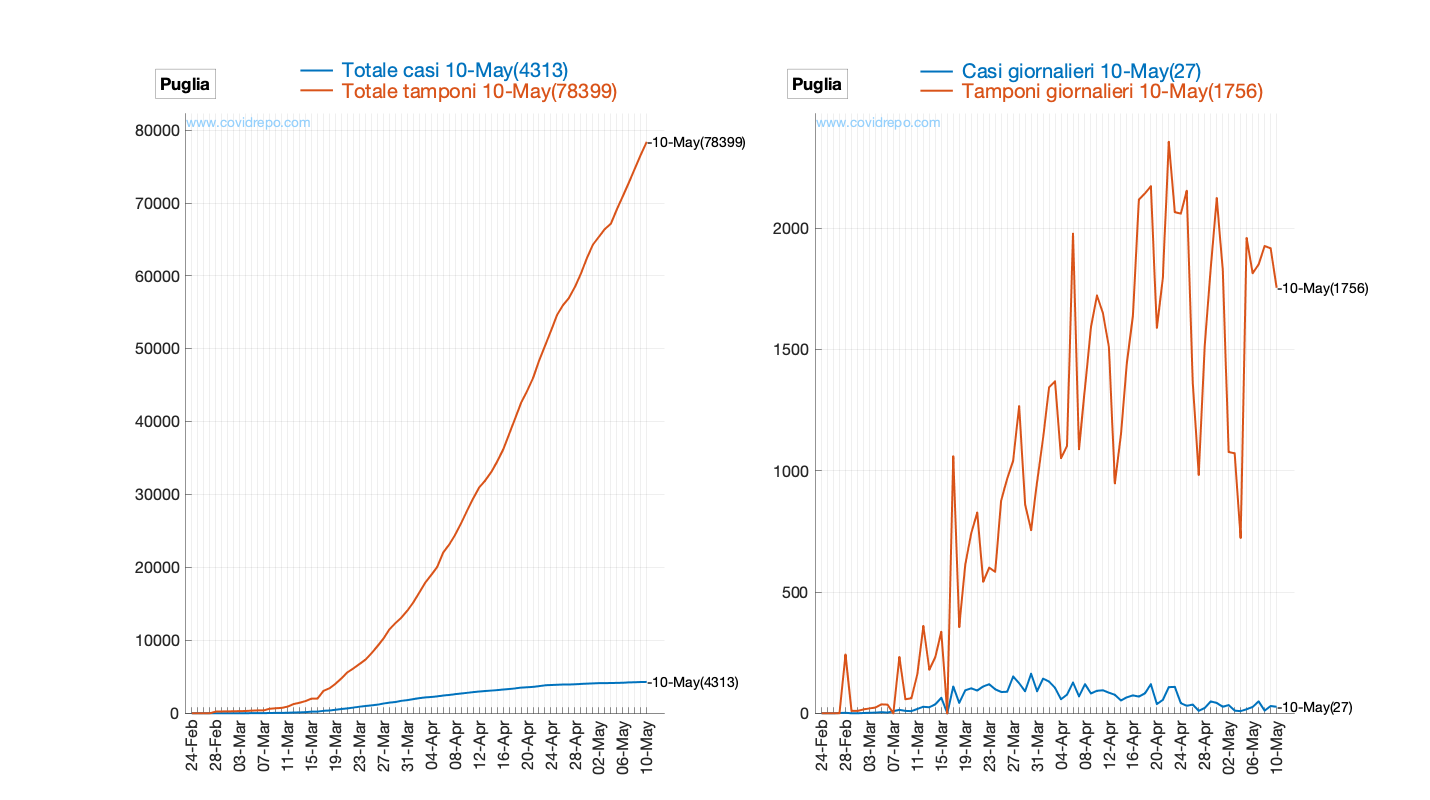 Puglia
Totale casi 10-May(4313)
Totale tamponi 10-May(78399)
www.covidrepo.com
80000
70000
60000
50000
40000
30000
20000
10000
0
-10-May(78399)
-10-May(4313)
24-Feb
28-Feb
03-Mar
07-Mar
11-Mar
15-Mar
19-Mar
23-Mar
27-Mar
31-Mar
04-Apr
08-Apr
12-Apr
16-Apr
20-Apr
24-Apr
28-Apr
02-May
06-May
10-May
Puglia
Casi giornalieri 10-May(27)
Tamponi giornalieri 10-May(1756)
www.covidrepo.com
2000
1500
1000
500
0
-10-May(1756)
-10-May(27)
24-Feb
28-Feb
03-Mar
07-Mar
11-Mar
15-Mar
19-Mar
23-Mar
27-Mar
31-Mar
04-Apr
08-Apr
12-Apr
16-Apr
20-Apr
24-Apr
28-Apr
02-May
06-May
10-May